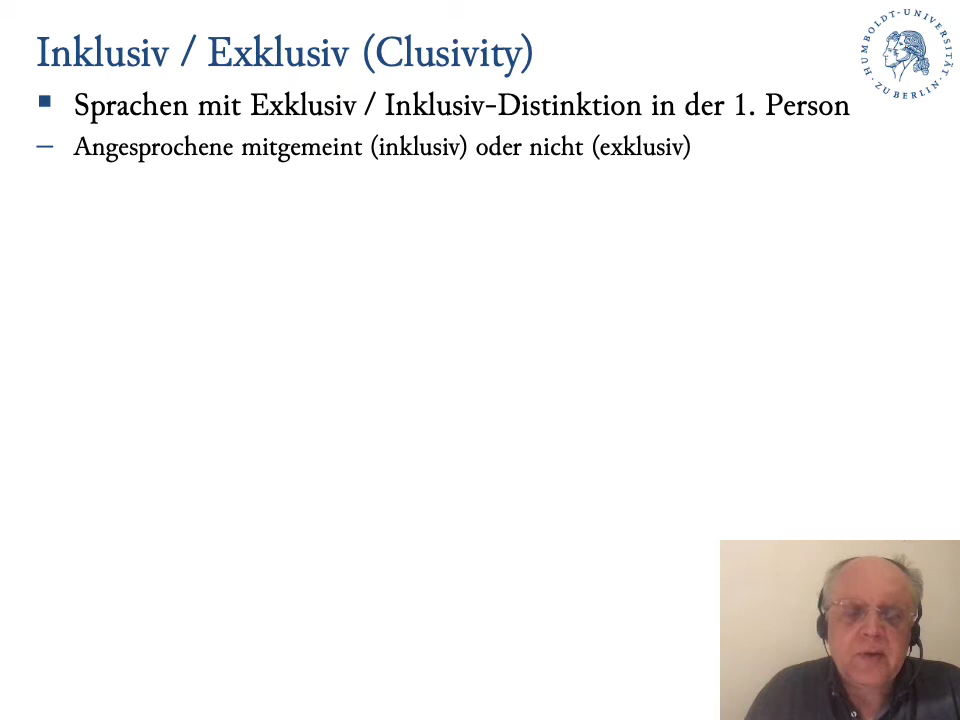 Inklusiv / Exklusiv (Clusivity)
HUMBOLDT-UNIVERSITÄT
ZU BERLIN
Sprachen mit Exklusiv / Inklusiv-Distinktion in der 1. Person
– Angesprochene mitgemeint (inklusiv) oder nicht (exklusiv)